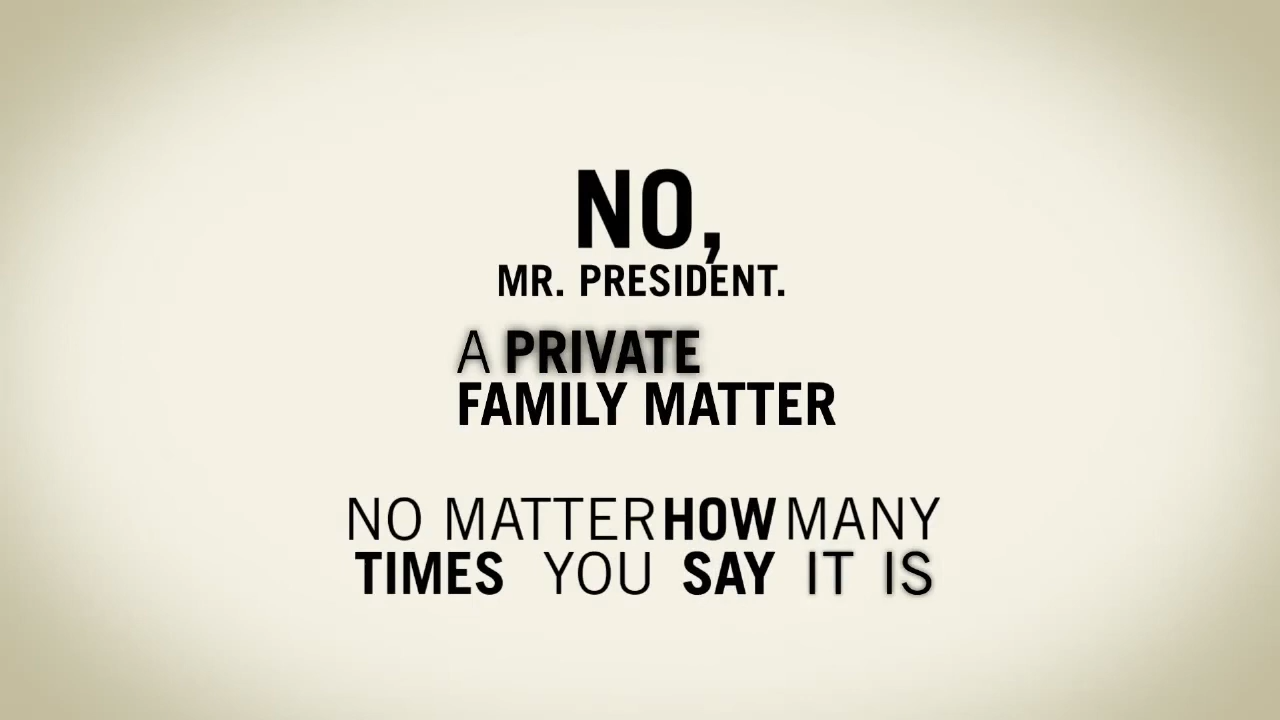 NO,
MR. PRESIDENT.
A PRIVATE
FAMILY MATTER
NO MATTER HOW MANY
TIMES YOU SAY IT IS